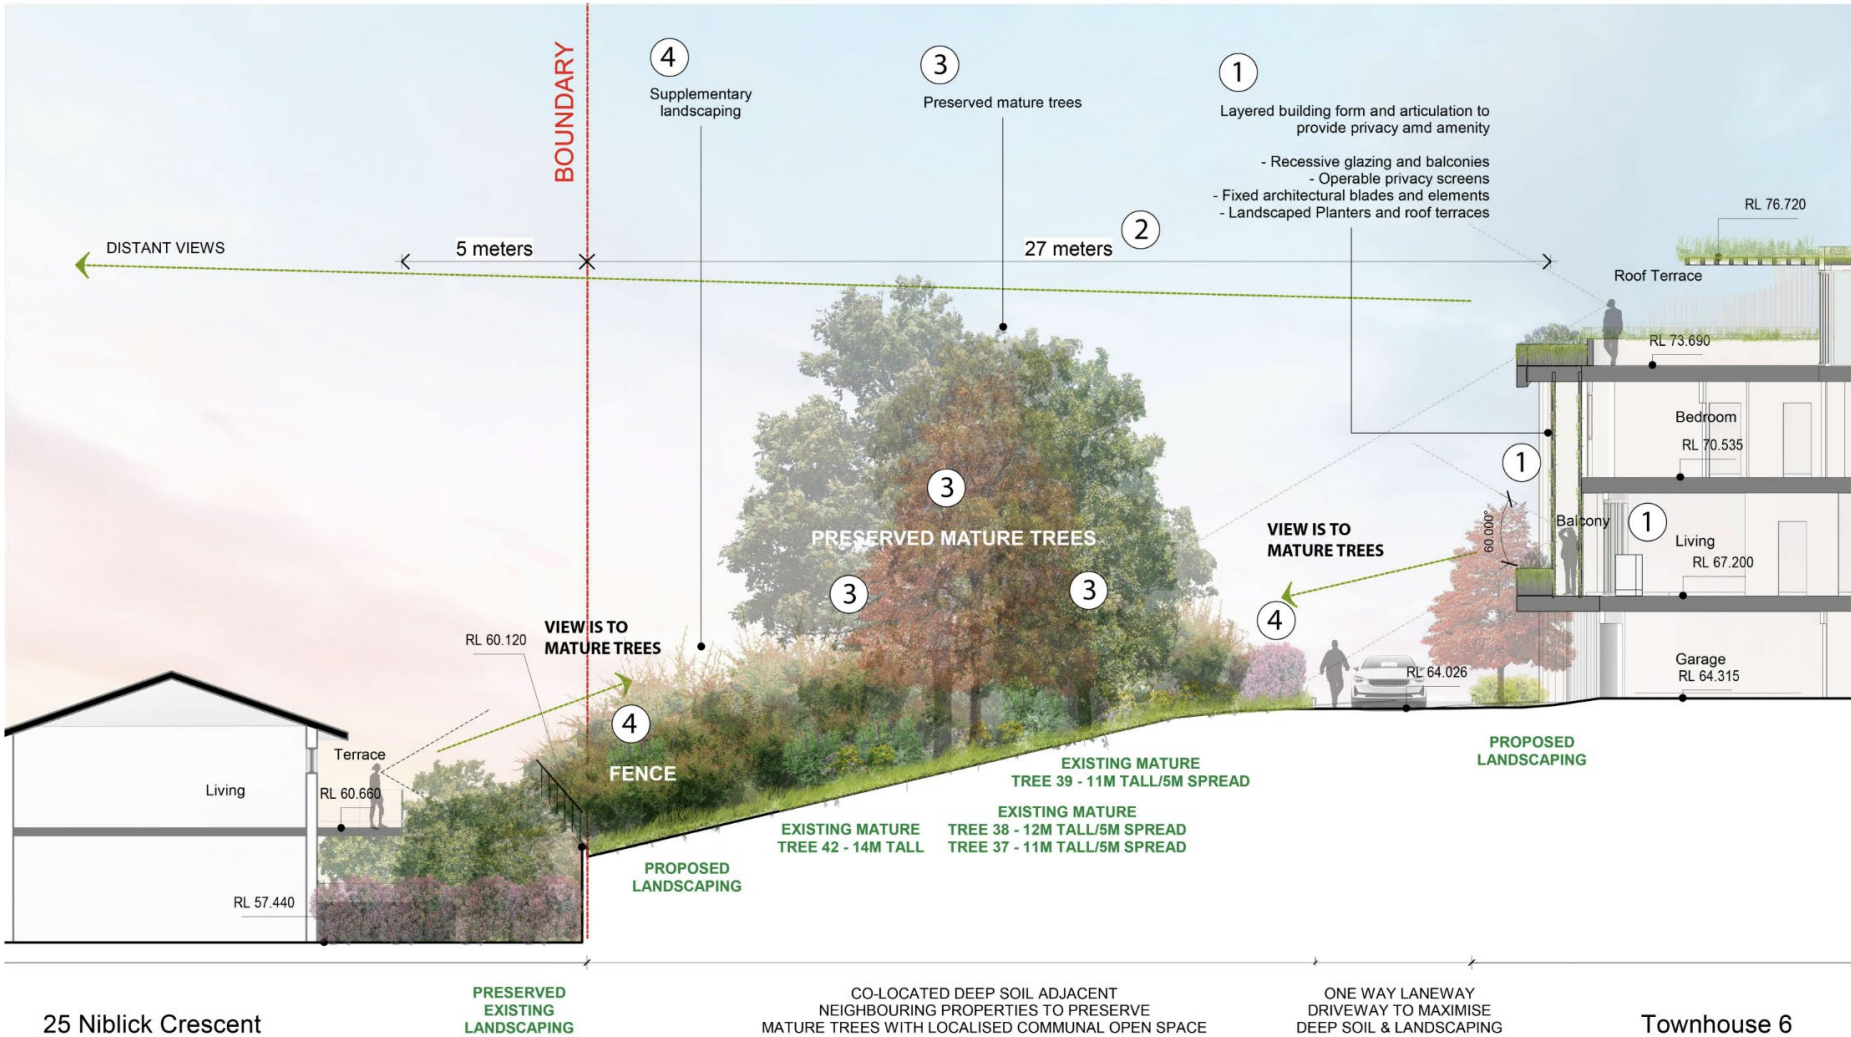 BOUNDARY
4
Supplementary
landscaping
3
Preserved mature trees
1
Layered building form and articulation to
provide privacy amd amenity
- Recessive glazing and balconies
- Operable privacy screens
- Fixed architectural blades and elements
- Landscaped Planters and roof terraces
DISTANT VIEWS
5 meters
27 meters
2
RL 76.720
Roof Terrace
RL 73.690
Bedroom
RL 70.535
1
3
PRESERVED MATURE TREES
VIEW IS TO
MATURE TREES
60.000°
Balcony
1
Living
RL 67.200
3
3
4
RL 60.120
VIEW IS TO
MATURE TREES
Garage
RL 64.315
RL 64.026
4
FENCE
Terrace
Living
RL 60.660
RL 57.440
PROPOSED
LANDSCAPING
EXISTING MATURE
TREE 39 - 11M TALL/5M SPREAD
EXISTING MATURE
TREE 38 - 12M TALL/5M SPREAD
TREE 37 - 11M TALL/5M SPREAD
EXISTING MATURE
TREE 42 - 14M TALL
PROPOSED
LANDSCAPING
25 Niblick Crescent
PRESERVED
EXISTING
LANDSCAPING
CO-LOCATED DEEP SOIL ADJACENT
NEIGHBOURING PROPERTIES TO PRESERVE
MATURE TREES WITH LOCALISED COMMUNAL OPEN SPACE
ONE WAY LANEWAY
DRIVEWAY TO MAXIMISE
DEEP SOIL & LANDSCAPING
Townhouse 6